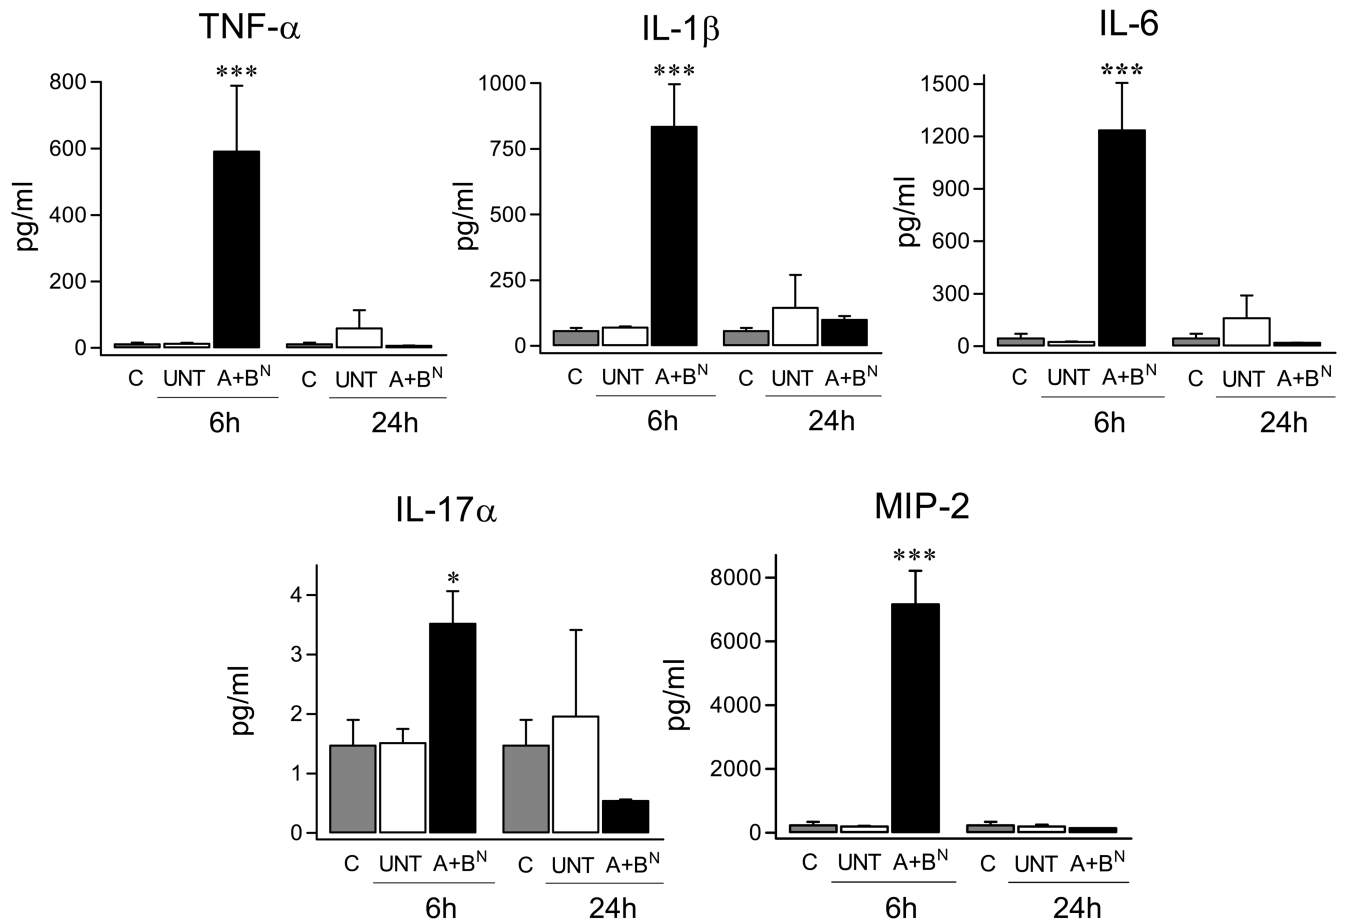 TNF-α
***
800
600
400
200
0
pg/ml
C UNT A+B^N C UNT A+B^N
6h 24h
IL-1β
***
1000
750
500
250
0
pg/ml
C UNT A+B^N C UNT A+B^N
6h 24h
IL-6
***
1500
1200
900
600
300
0
pg/ml
C UNT A+B^N C UNT A+B^N
6h 24h
IL-17α
*
4
3
2
1
0
pg/ml
C UNT A+B^N C UNT A+B^N
6h 24h
MIP-2
***
8000
6000
4000
2000
0
pg/ml
C UNT A+B^N C UNT A+B^N
6h 24h